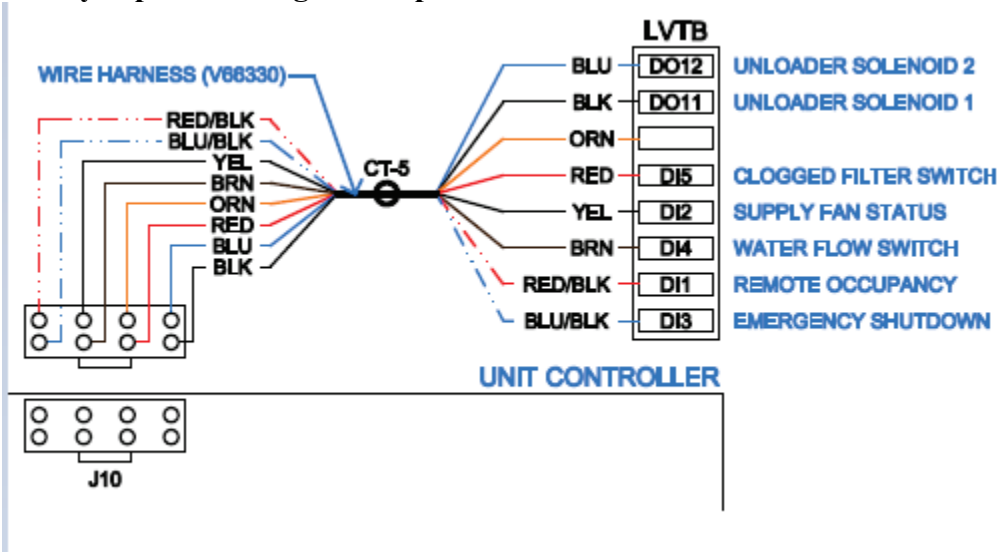 LVTB
WIRE HARNESS (V66330)
BLU DO12 UNLOADER SOLENOID 2
BLK DO11 UNLOADER SOLENOID 1
RED/BLK
BLU/BLK
YEL
BRN
ORN
RED
BLU
BLK
CT-5
ORN
RED DI5 CLOGGED FILTER SWITCH
YEL DI2 SUPPLY FAN STATUS
BRN DI4 WATER FLOW SWITCH
RED/BLK DI1 REMOTE OCCUPANCY
BLU/BLK DI3 EMERGENCY SHUTDOWN
UNIT CONTROLLER
J10